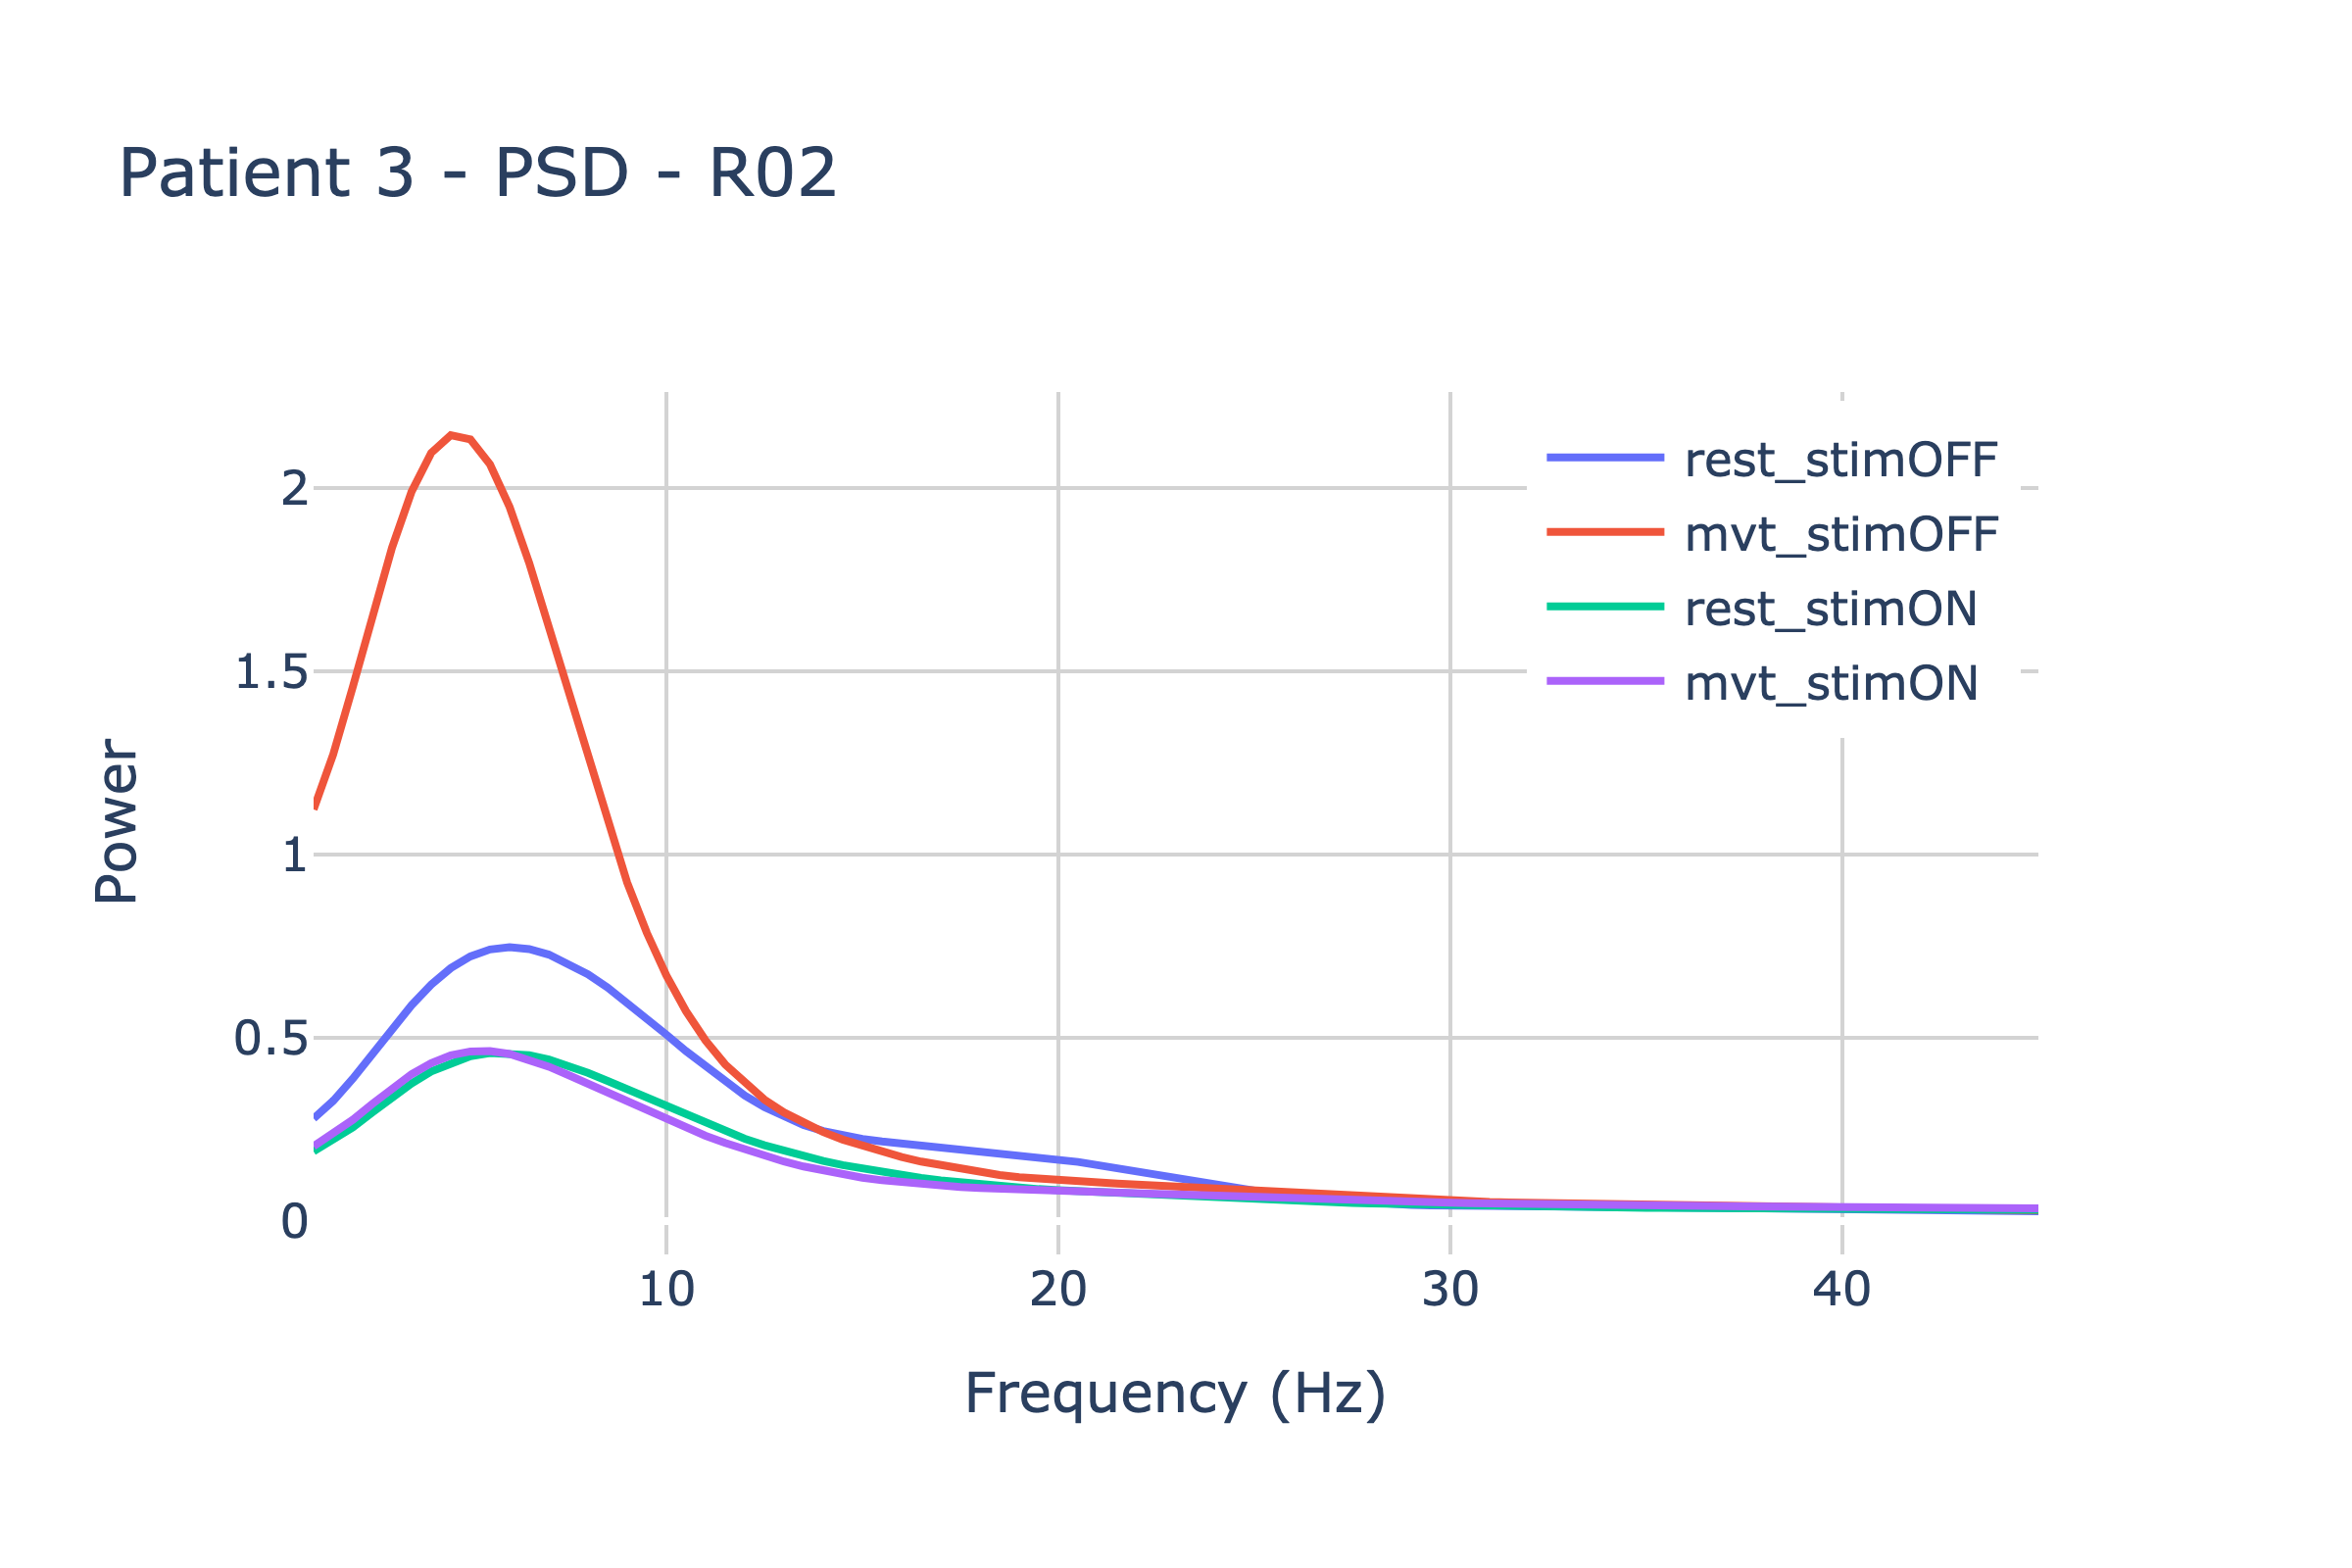 Patient 3 - PSD - R02
rest_stimOFF
mvt_stimOFF
rest_stimON
mvt_stimON
2
1.5
1
0.5
0
Power
10 20 30 40
Frequency (Hz)